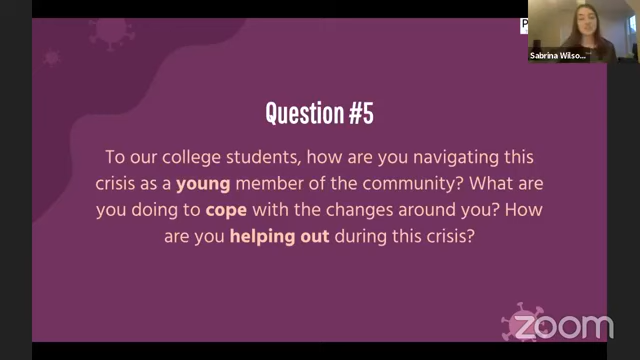 Sabrina Wilso...
Question #5
To our college students, how are you navigating this
crisis as a young member of the community? What are
you doing to cope with the changes around you? How
are you helping out during this crisis?
zoom